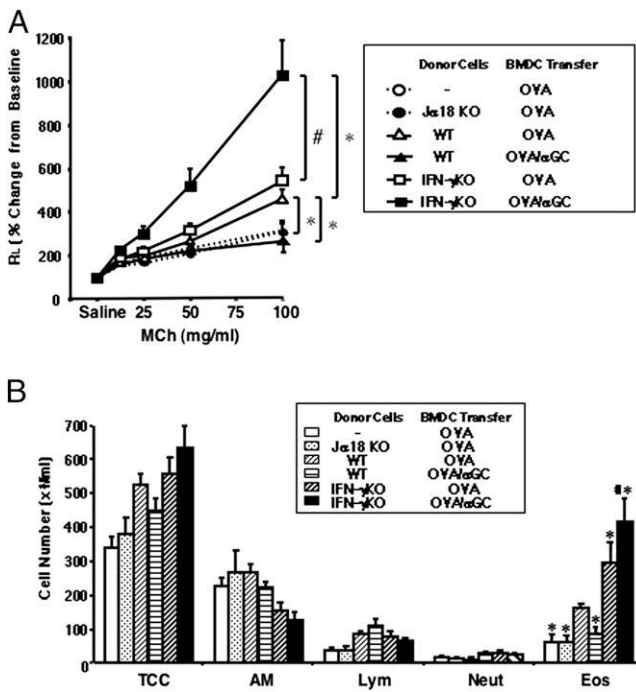 A
RL [% Change from Baseline
1200
1000
800
600
400
200
0
Saline 25 50 75 100
MCh (mg/ml)
# *
* *
Donor Cells BMDC Transfer
- OVA
Jα18 KO OVA
WT OVA
WT OVA/αGC
IFN-γKO OVA
IFN-γKO OVA/αGC
B
Cell Number (x1/ml)
700
600
500
400
300
200
100
0
TCC AM Lym Neut Eos
Donor Cells BMDC Transfer
- OVA
Jα18 KO OVA
WT OVA
WT OVA/αGC
IFN-γKO OVA
IFN-γKO OVA/αGC
* * * * #*